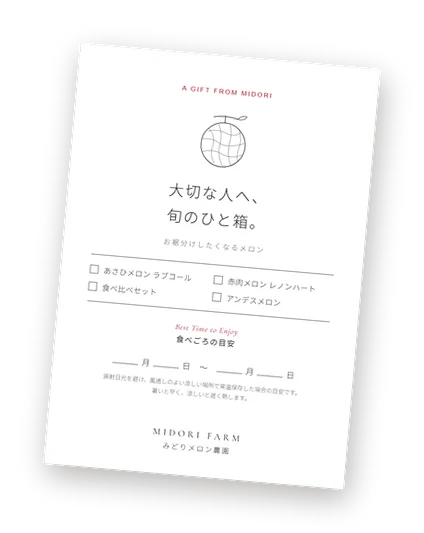 A GIFT FROM MIDORI
大切な人へ、
旬のひと箱。
お裾分けしたくなるメロン
あさひメロン ラブコール
赤肉メロン レノンハート
食べ比べセット
アンデスメロン
Best Time to Enjoy
食べごろの目安
月 日 〜 月 日
直射日光を避け、風通しのよい涼しい場所で常温保存した場合の目安です。
暑いと早く、涼しいと遅く熟します。
MIDORI FARM
みどりメロン農園